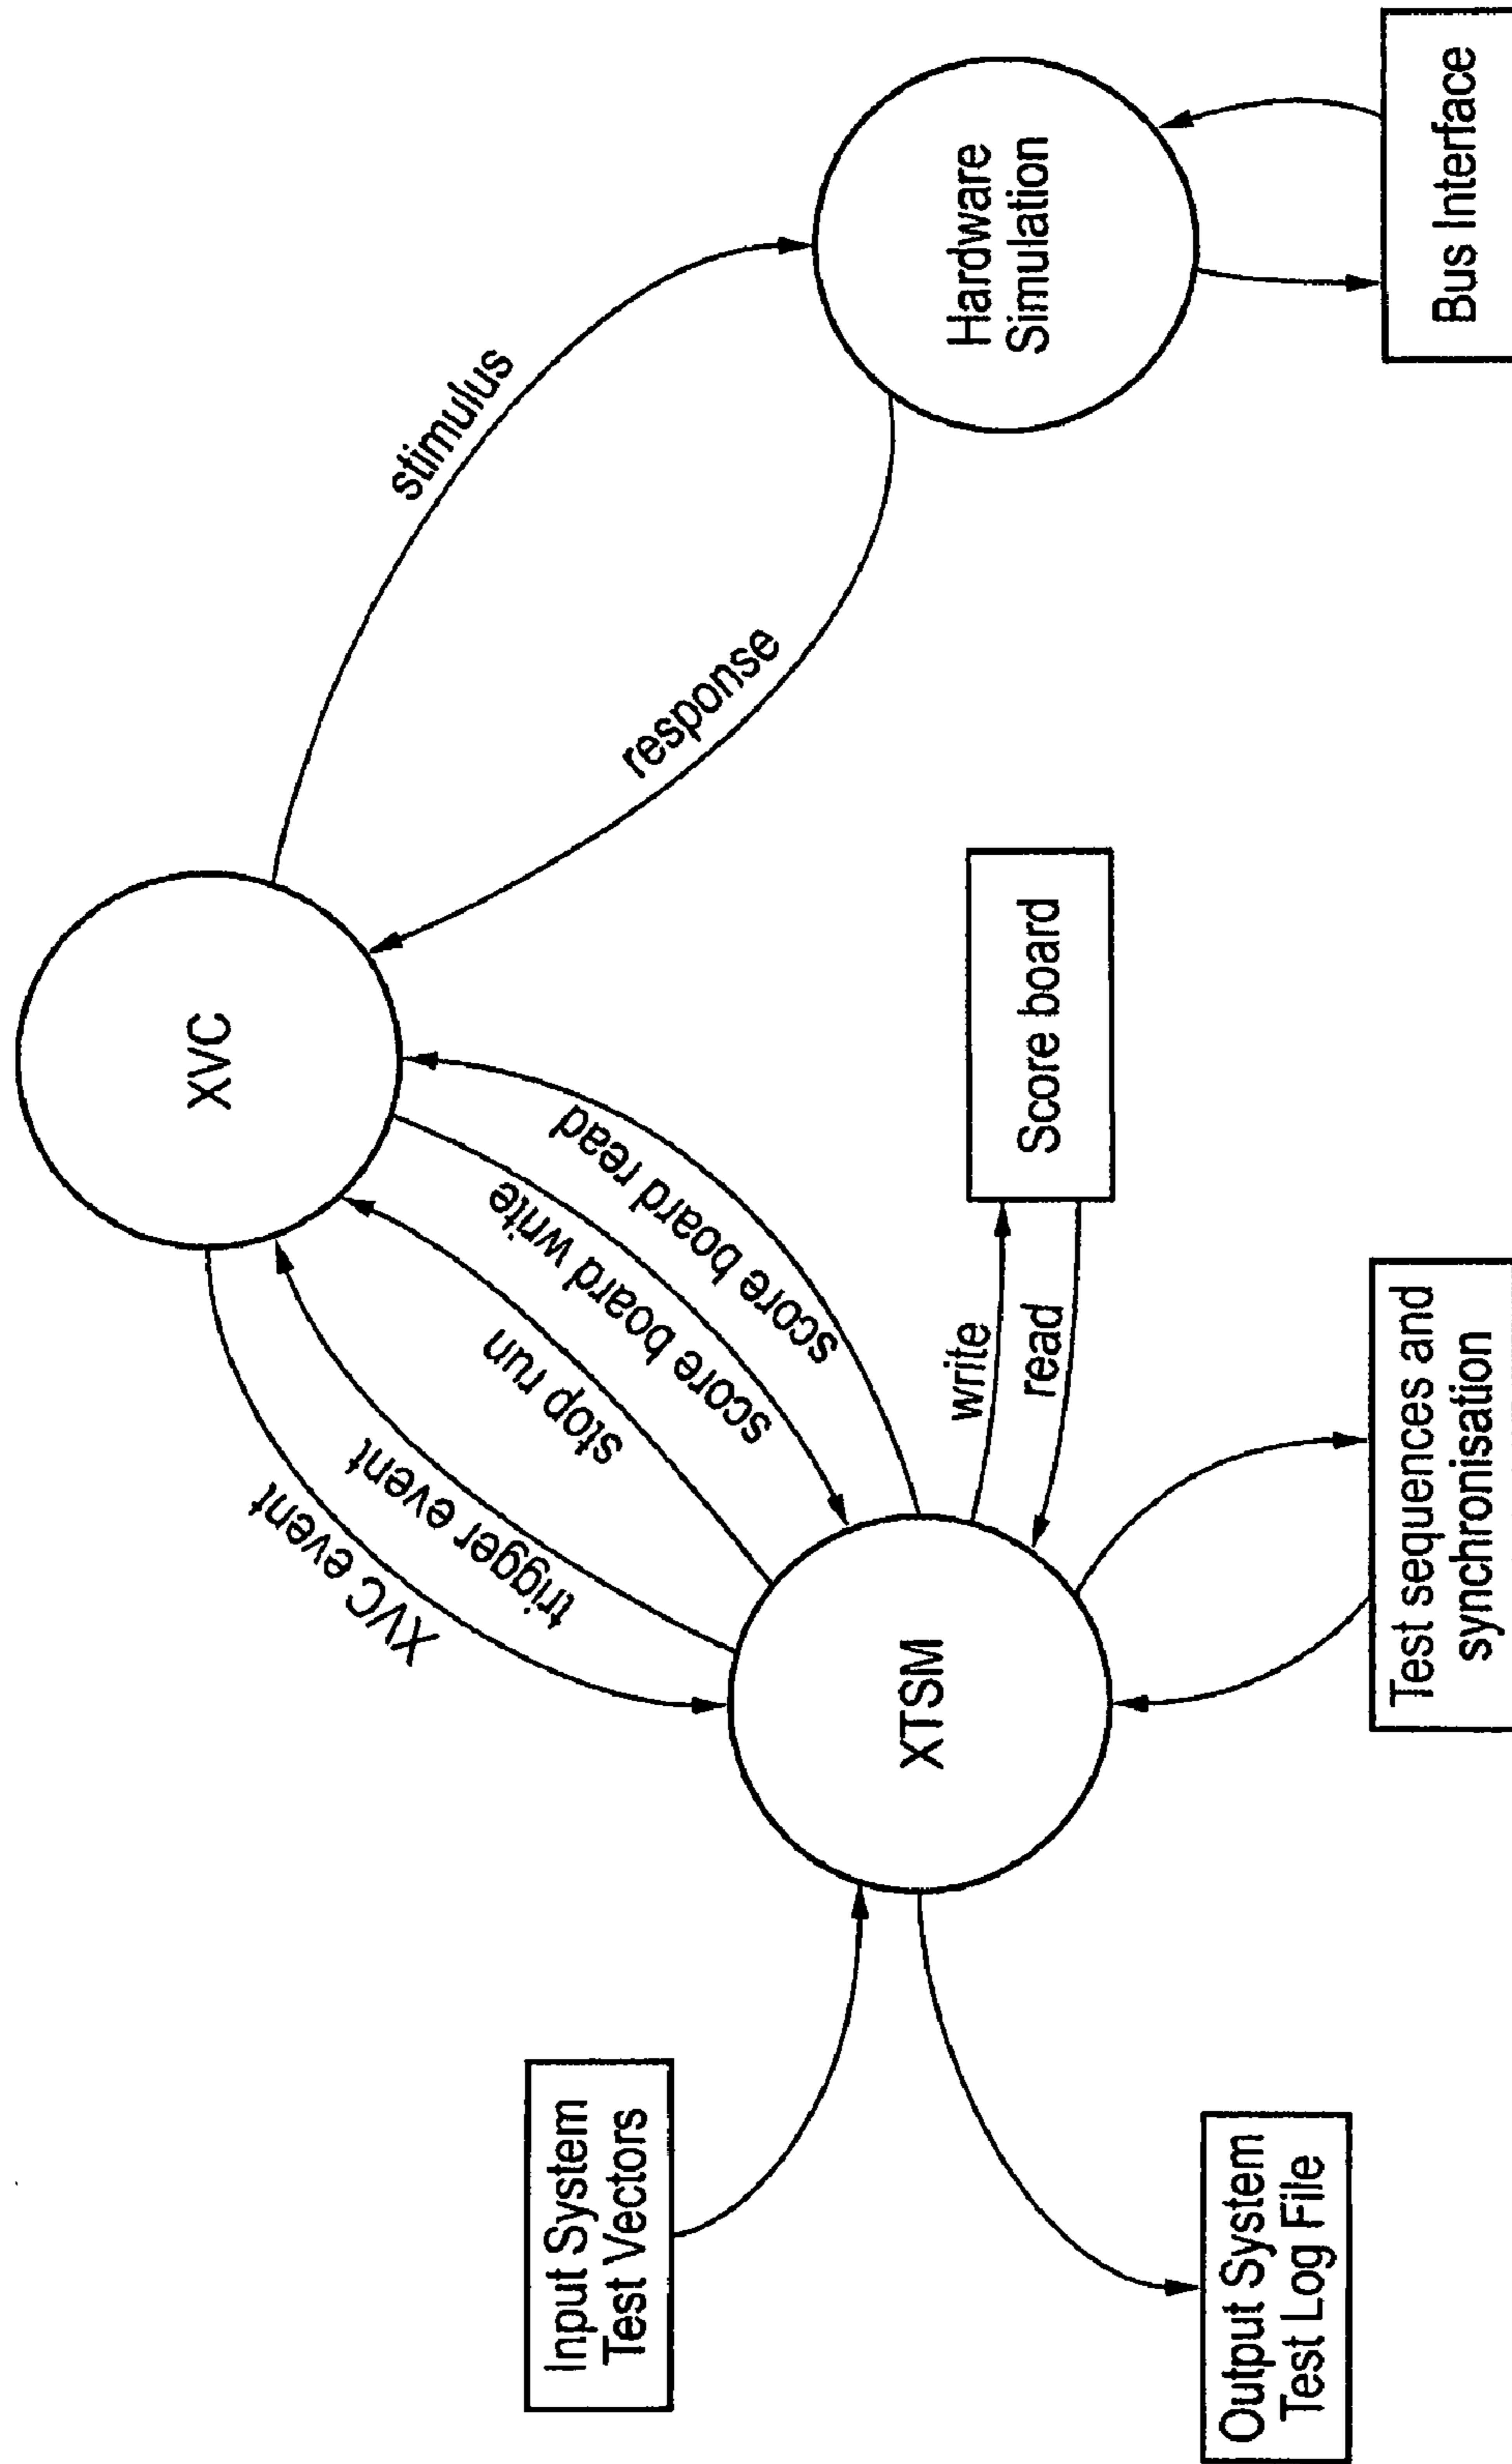 XVC
stimulus
response
Hardware
Simulation
Bus Interface
XVC event
trigger event
stop run
score board write
score board read
Score board
write
read
XTSM
Input System
Test Vectors
Output System
Test Log File
Test sequences and
synchronisation